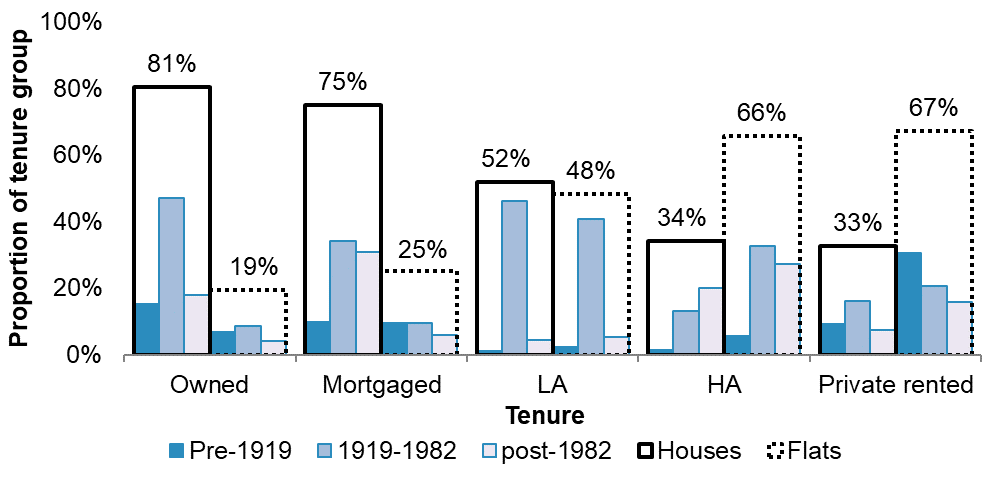 Proportion of tenure group
100%
80%
60%
40%
20%
0%
81%
19%
75%
25%
52%
48%
34%
66%
33%
67%
Owned
Mortgaged
LA
HA
Private rented
Tenure
Pre-1919
1919-1982
post-1982
Houses
Flats